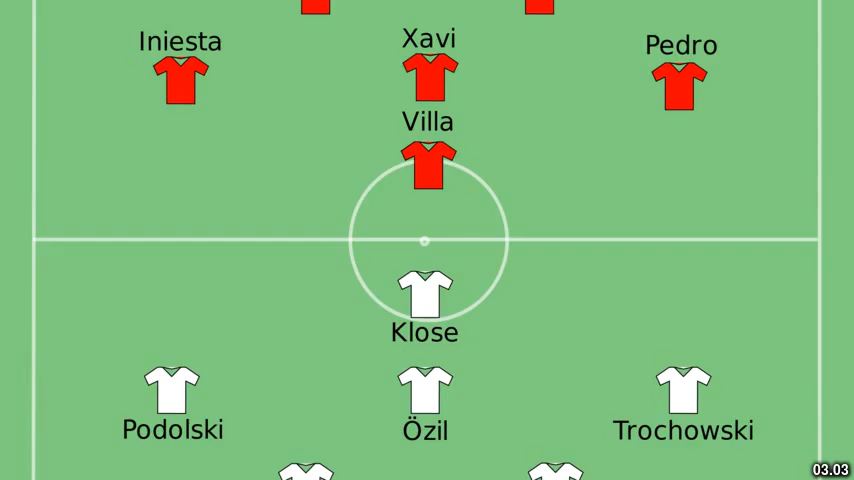 Iniesta
Xavi
Pedro
Villa
Klose
Podolski
Özil
Trochowski
03.03